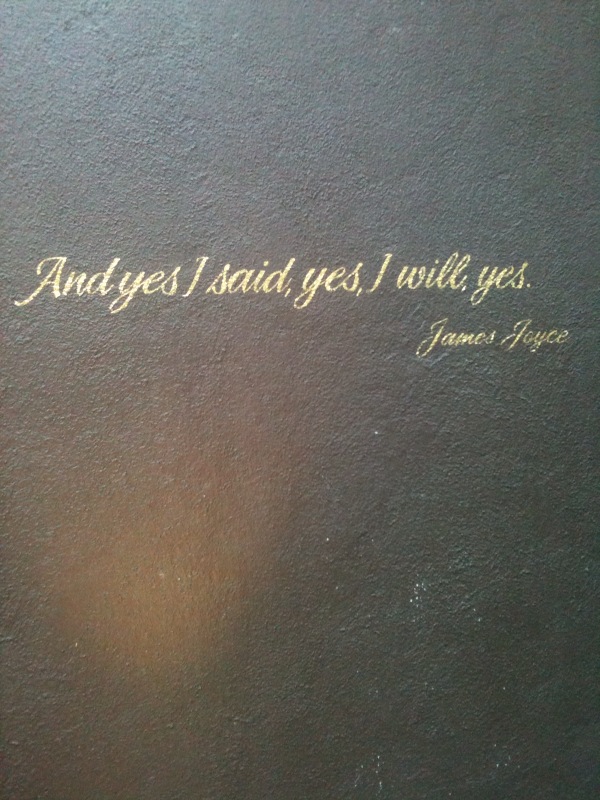 And yes I said, yes, I will, yes.
James Joyce